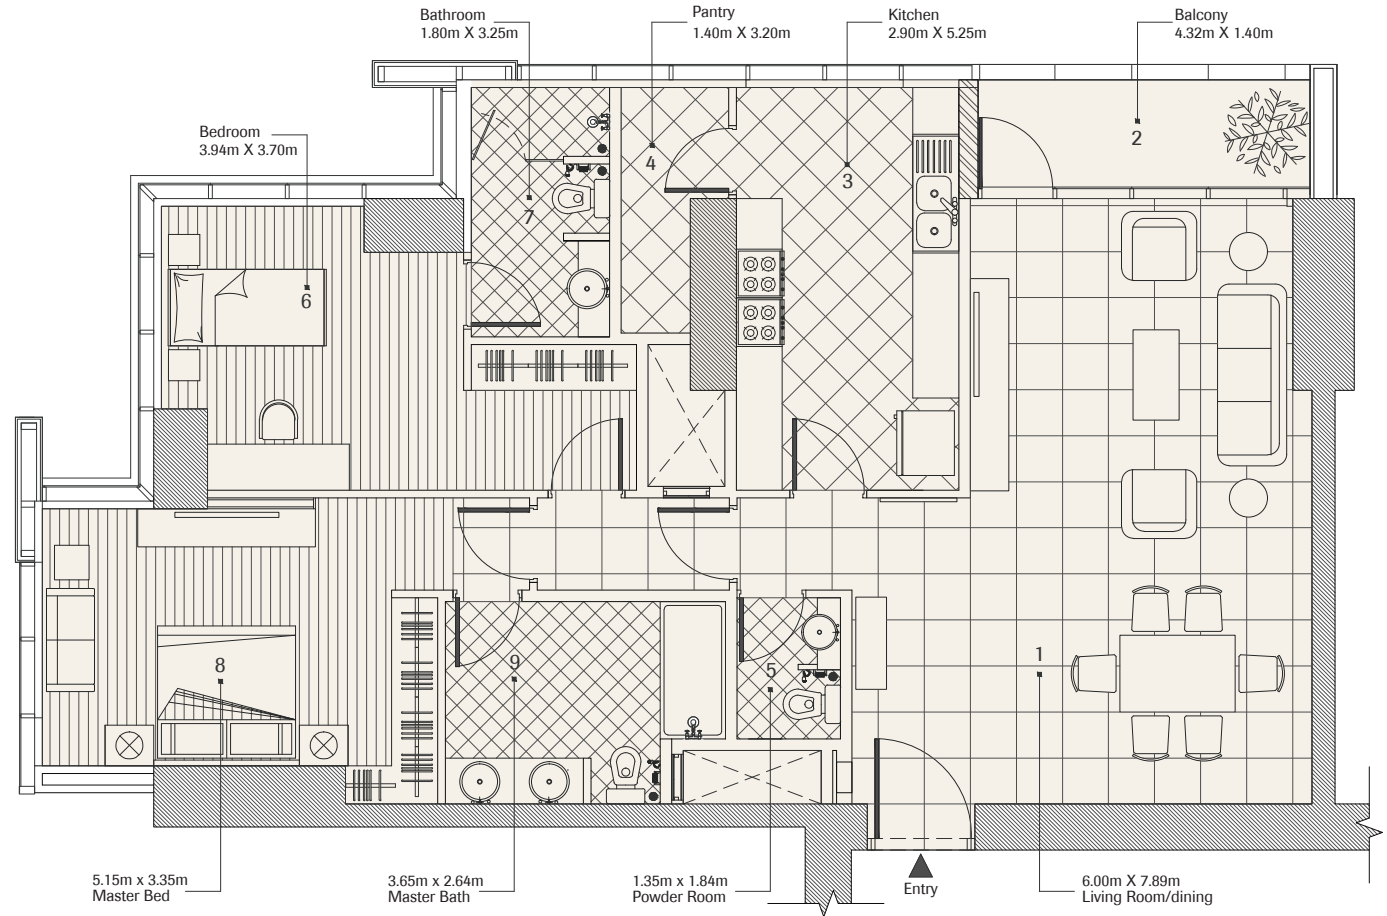 Bathroom
1.80m X 3.25m
Pantry
1.40m X 3.20m
Kitchen
2.90m X 5.25m
Balcony
4.32m X 1.40m
Bedroom
3.94m X 3.70m
2
4
3
7
6
1
8
9
5
5.15m x 3.35m
Master Bed
3.65m x 2.64m
Master Bath
1.35m x 1.84m
Powder Room
Entry
6.00m X 7.89m
Living Room/dining